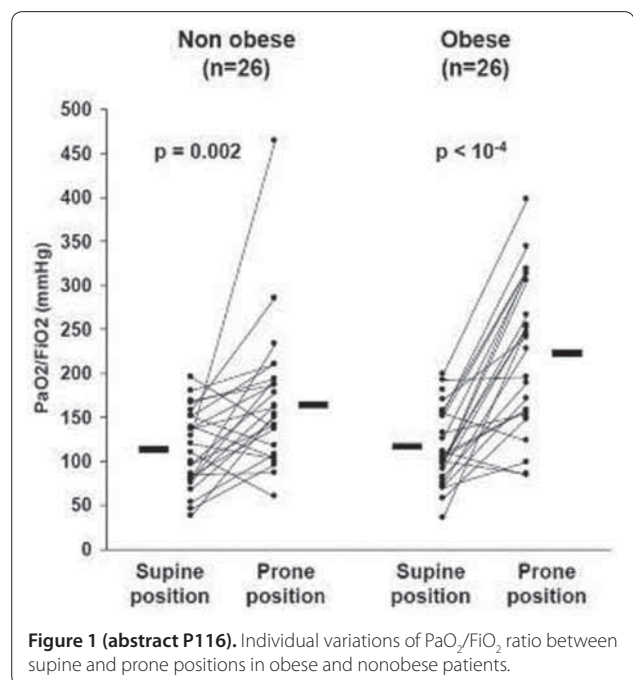 Non obese Obese
(n=26) (n=26)
500
450
400
350
300
250
200
150
100
50
0
PaO2/FiO2 (mmHg)
p = 0.002 p < 10⁻⁴
Supine position Prone position Supine position Prone position
Figure 1 (abstract P116). Individual variations of PaO₂/FiO₂ ratio between
supine and prone positions in obese and nonobese patients.